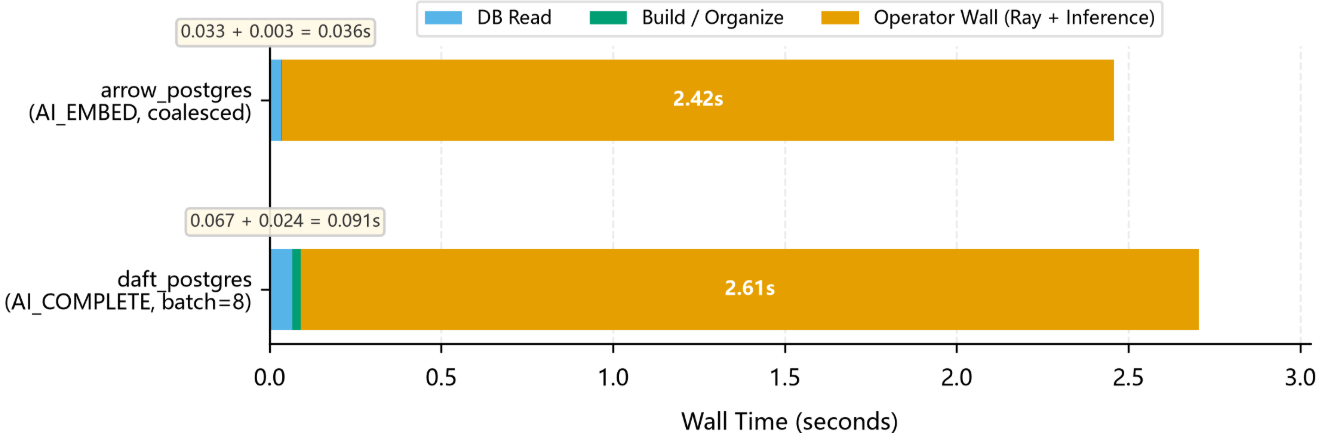 DB Read Build / Organize Operator Wall (Ray + Inference)
0.033 + 0.003 = 0.036s
arrow_postgres
(AI_EMBED, coalesced)
2.42s
0.067 + 0.024 = 0.091s
daft_postgres
(AI_COMPLETE, batch=8)
2.61s
0.0 0.5 1.0 1.5 2.0 2.5 3.0
Wall Time (seconds)